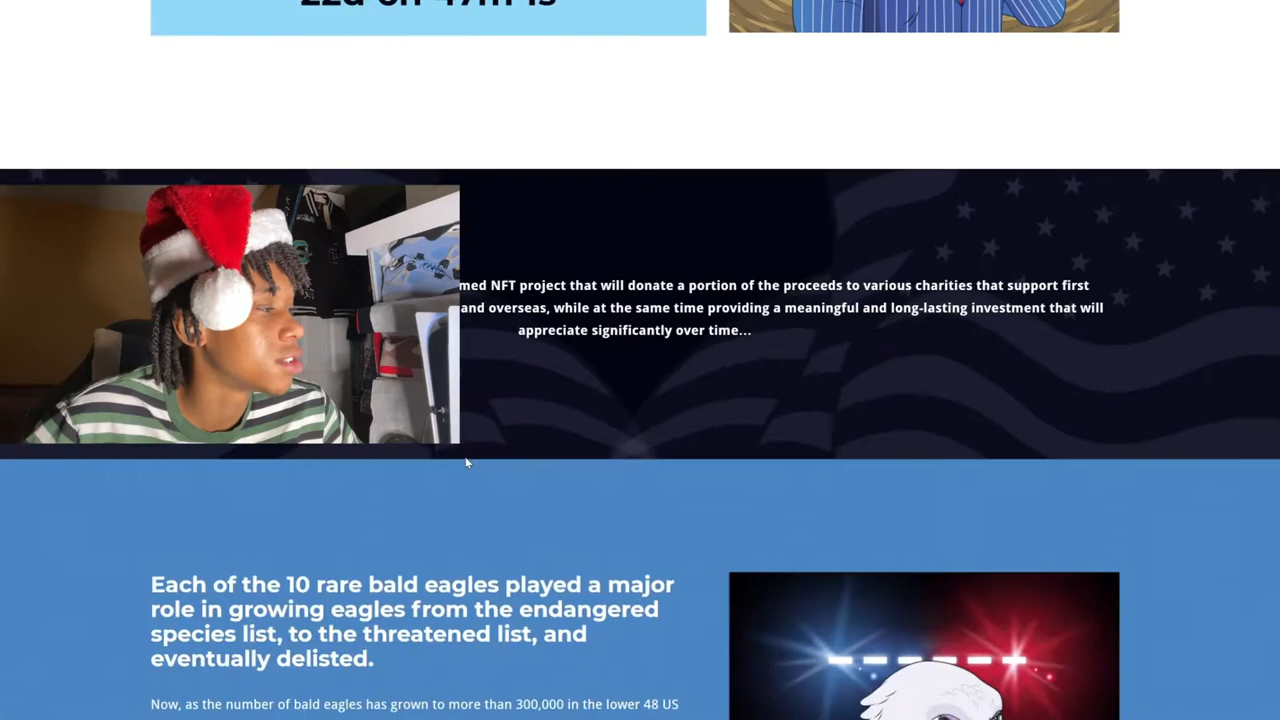 22d 6h 47m 1s
med NFT project that will donate a portion of the proceeds to various charities that support first
and overseas, while at the same time providing a meaningful and long-lasting investment that will
appreciate significantly over time...
Each of the 10 rare bald eagles played a major
role in growing eagles from the endangered
species list, to the threatened list, and
eventually delisted.
Now, as the number of bald eagles has grown to more than 300,000 in the lower 48 US